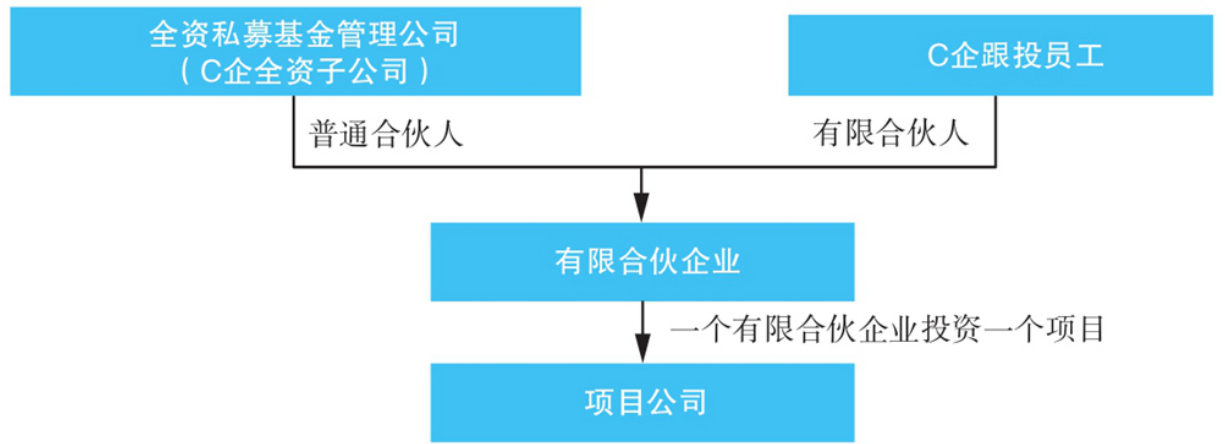 全资私募基金管理公司
（C企全资子公司）
C企跟投员工
普通合伙人
有限合伙人
有限合伙企业
一个有限合伙企业投资一个项目
项目公司